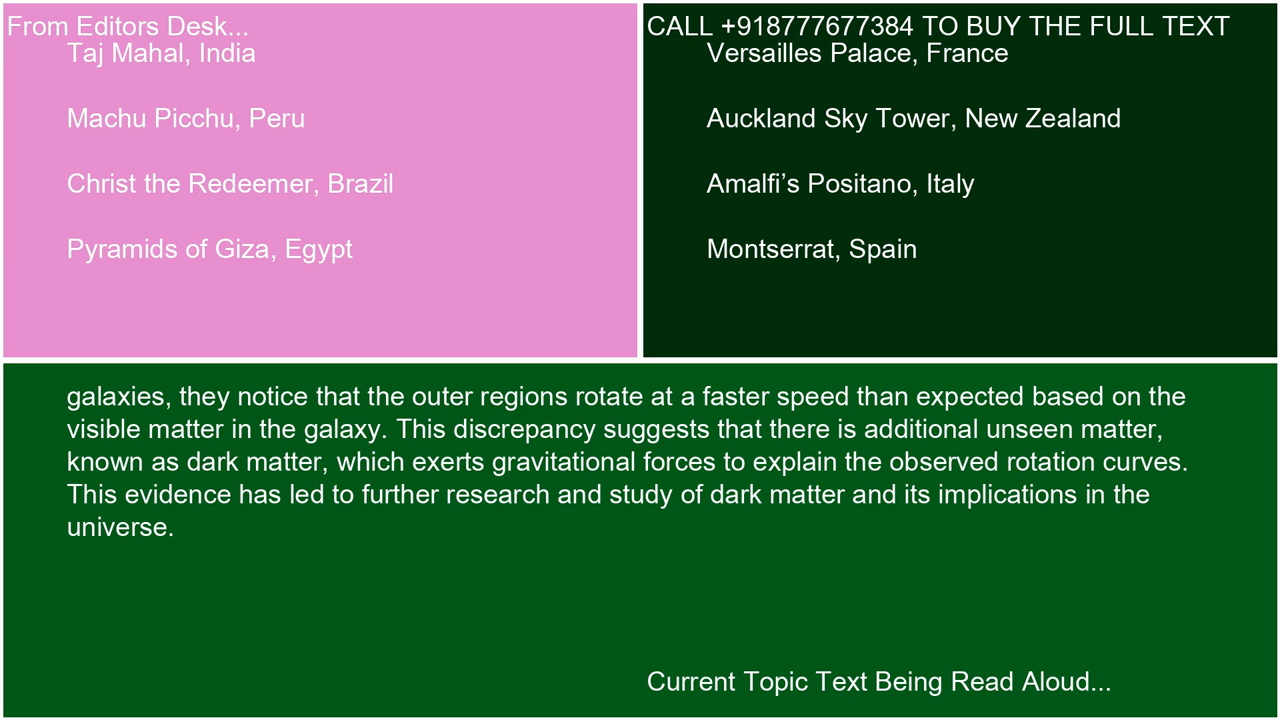 From Editors Desk...
Taj Mahal, India
Machu Picchu, Peru
Christ the Redeemer, Brazil
Pyramids of Giza, Egypt
CALL +918777677384 TO BUY THE FULL TEXT
Versailles Palace, France
Auckland Sky Tower, New Zealand
Amalfi’s Positano, Italy
Montserrat, Spain
galaxies, they notice that the outer regions rotate at a faster speed than expected based on the
visible matter in the galaxy. This discrepancy suggests that there is additional unseen matter,
known as dark matter, which exerts gravitational forces to explain the observed rotation curves.
This evidence has led to further research and study of dark matter and its implications in the
universe.
Current Topic Text Being Read Aloud...